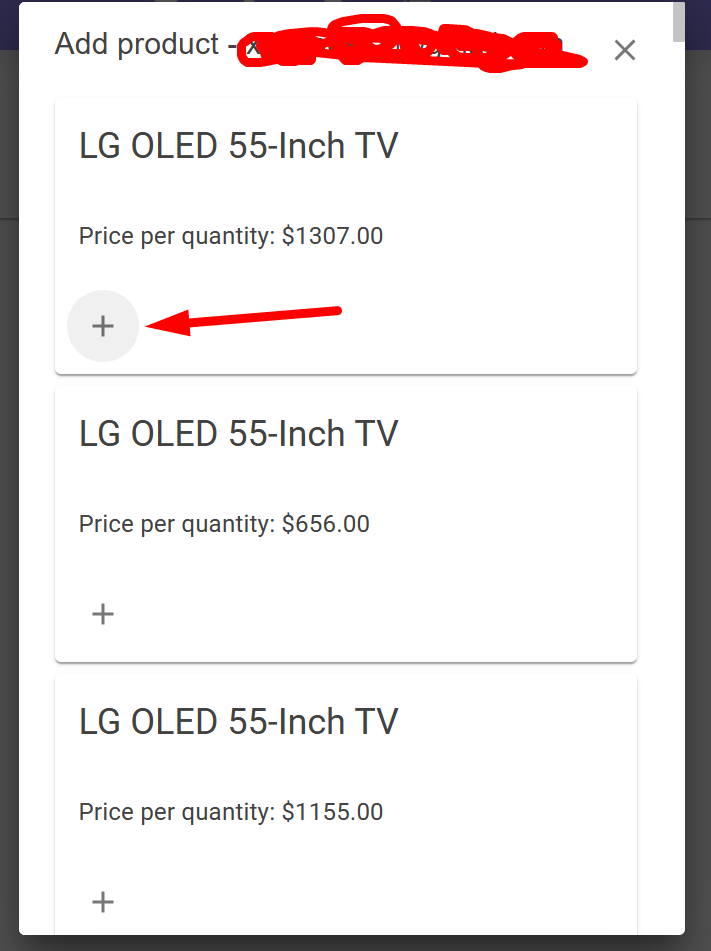 Add product -
LG OLED 55-Inch TV
Price per quantity: $1307.00
LG OLED 55-Inch TV
Price per quantity: $656.00
LG OLED 55-Inch TV
Price per quantity: $1155.00